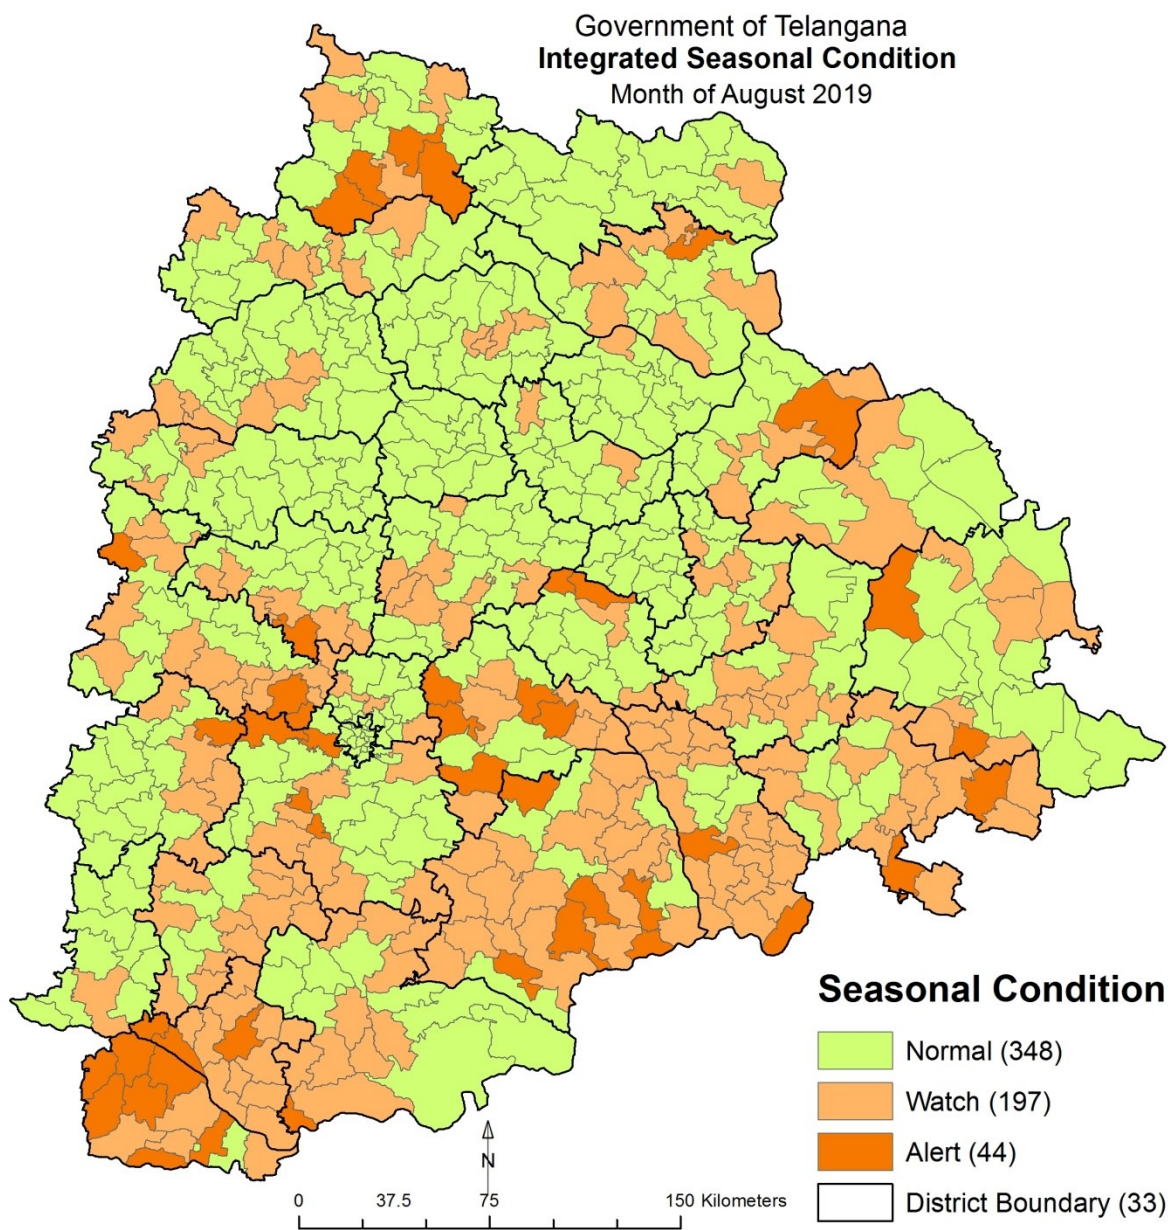 Government of Telangana
Integrated Seasonal Condition
Month of August 2019
Seasonal Condition
Normal (348)
Watch (197)
Alert (44)
District Boundary (33)
N
0 37.5 75 150 Kilometers